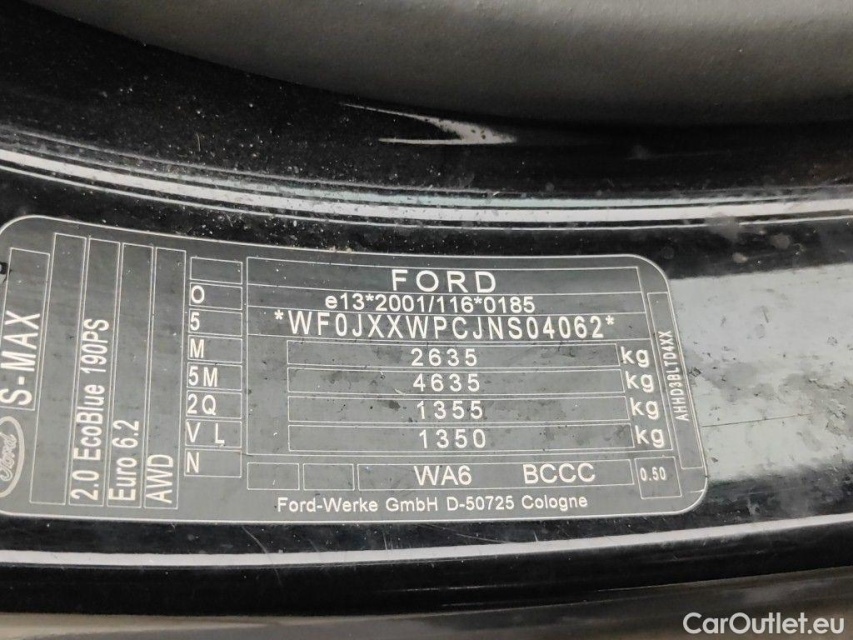 FORD
e13*2001/116*0185
*WF0JXXWPCJNS04062*
2635 kg
4635 kg
1355 kg
1350 kg
WA6 BCCC 0.50
Ford-Werke GmbH D-50725 Cologne
O
5
M
5M
2Q
V L
N
Ford
S-MAX
2.0 EcoBlue 190PS
Euro 6.2
AWD
AHHD3BLT04XX
CarOutlet.eu